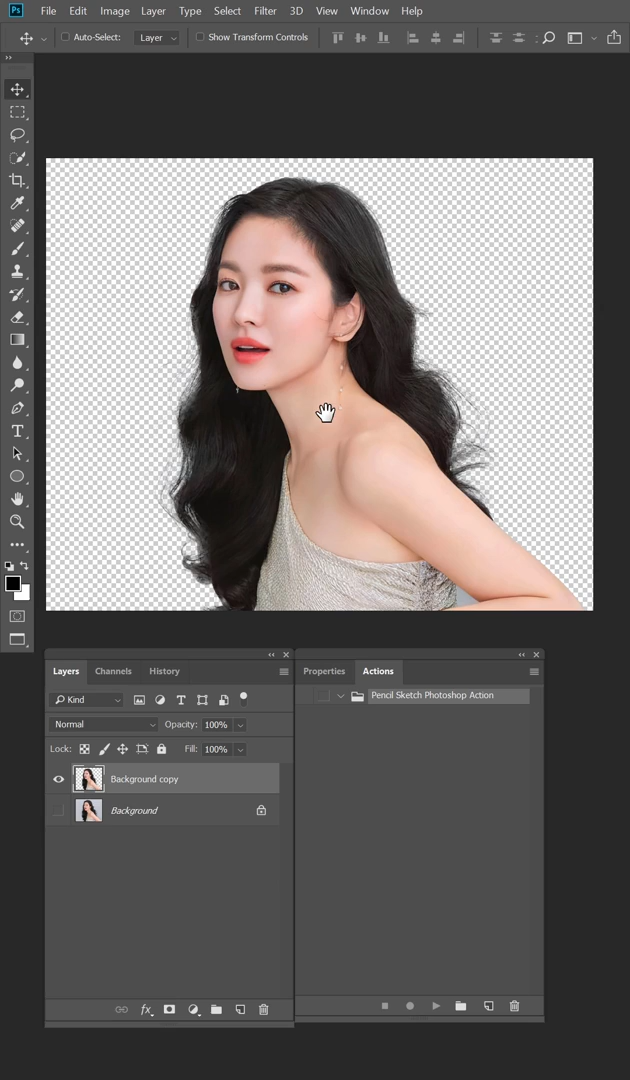 Ps File Edit Image Layer Type Select Filter 3D View Window Help
Auto-Select: Layer Show Transform Controls
Layers Channels History
Kind
Normal Opacity: 100%
Lock: Fill: 100%
Background copy
Background
fx
Properties Actions
Pencil Sketch Photoshop Action